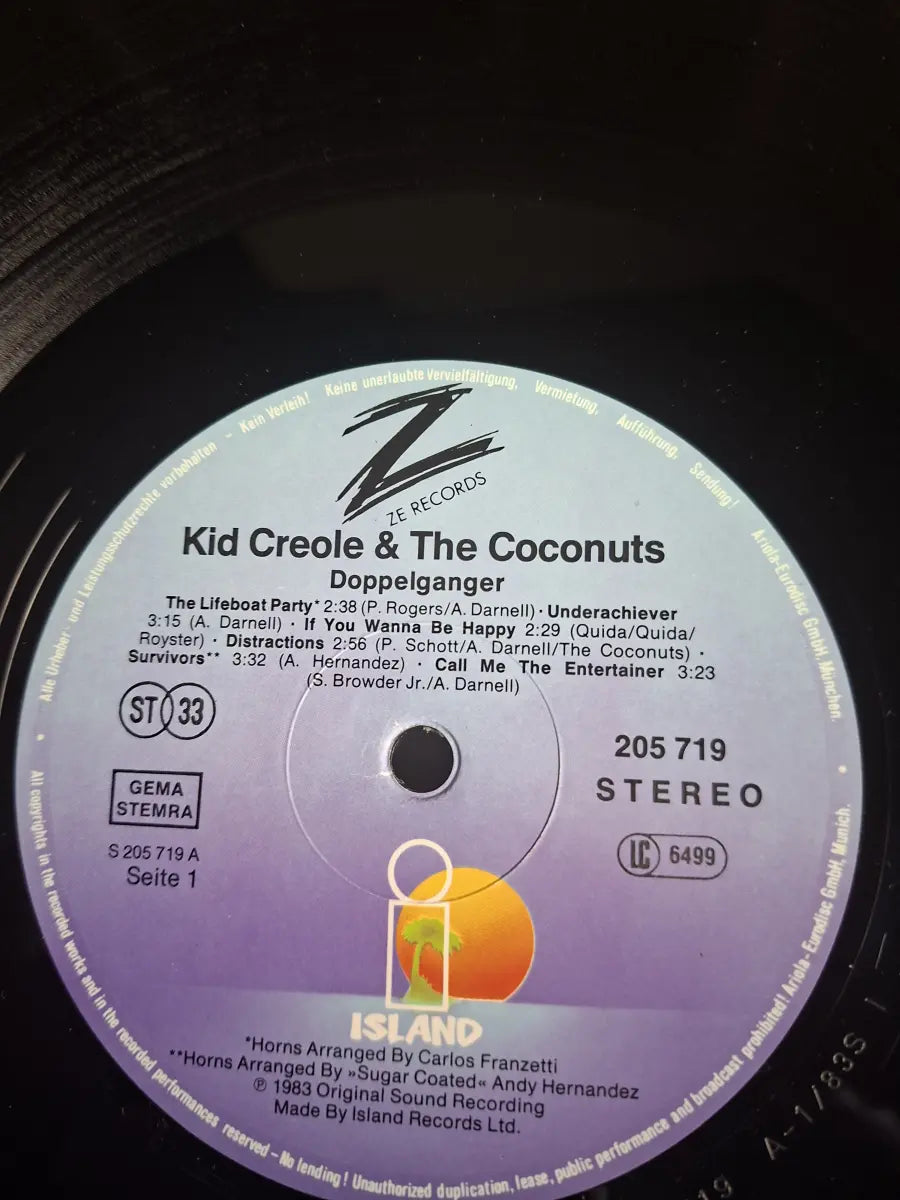 Alle Urheber- und Leistungsschutzrechte vorbehalten – Kein Verleih! Keine unerlaubte Vervielfältigung, Vermietung, Aufführung, Sendung! Ariola-Eurodisc GmbH, München.
Z
ZE RECORDS
Kid Creole & The Coconuts
Doppelganger
The Lifeboat Party* 2:38 (P. Rogers/A. Darnell) · Underachiever
3:15 (A. Darnell) · If You Wanna Be Happy 2:29 (Quida/Quida/
Royster) · Distractions 2:56 (P. Schott/A. Darnell/The Coconuts) ·
Survivors** 3:32 (A. Hernandez) · Call Me The Entertainer 3:23
(S. Browder Jr./A. Darnell)
ST 33
205 719
STEREO
GEMA
STEMRA
LC 6499
S 205 719 A
Seite 1
ISLAND
*Horns Arranged By Carlos Franzetti
**Horns Arranged By »Sugar Coated« Andy Hernandez
℗ 1983 Original Sound Recording
Made By Island Records Ltd.
All copyrights in the recorded works and in the recorded performances reserved – No lending! Unauthorized duplication, lease, public performance and broadcast prohibited! Ariola-Eurodisc GmbH, Munich.
19 A-1/83S